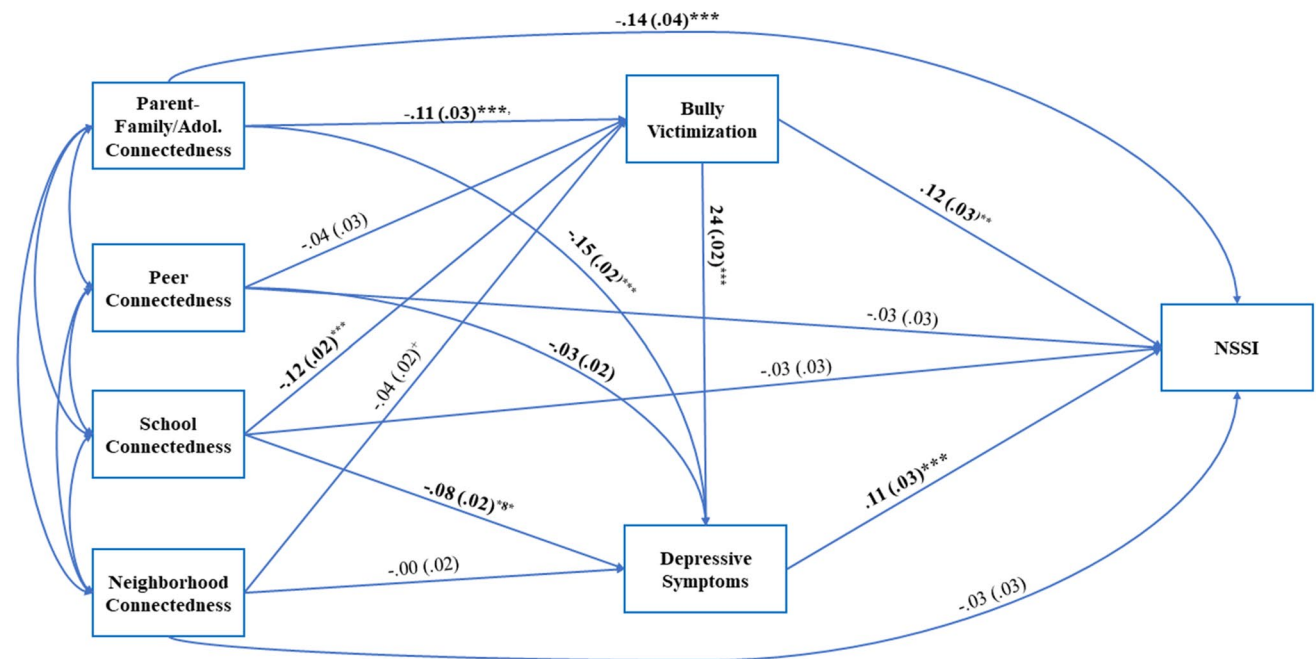 -.14 (.04)***
Parent-
Family/Adol.
Connectedness
-.11 (.03)***,
Bully
Victimization
.12 (.03)**
-.04 (.03)
-.15 (.02)***
24 (.02)***
Peer
Connectedness
-.03 (.03)
NSSI
-.03 (.02)
-.12 (.02)***
-.04 (.02)+
-.03 (.03)
School
Connectedness
-.08 (.02)*8*
.11 (.03)***
Neighborhood
Connectedness
-.00 (.02)
Depressive
Symptoms
-.03 (.03)